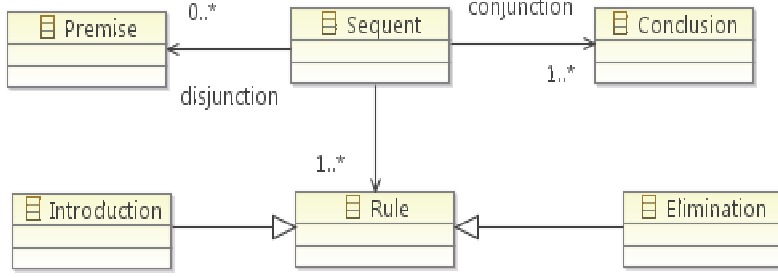 conjunction
0..*
Premise
Sequent
Conclusion
1..*
disjunction
1..*
Introduction
Rule
Elimination